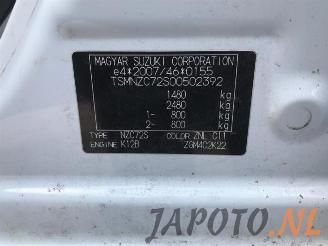 MAGYAR SUZUKI CORPORATION
e4*2007/46*0155
TSMNZC72S00502392
1480 kg
2480 kg
1- 800 kg
2- 800 kg
TYPE NZC72S COLOR ZNL C11
ENGINE K12B ZGM4C2K22
JAPOTO.NL